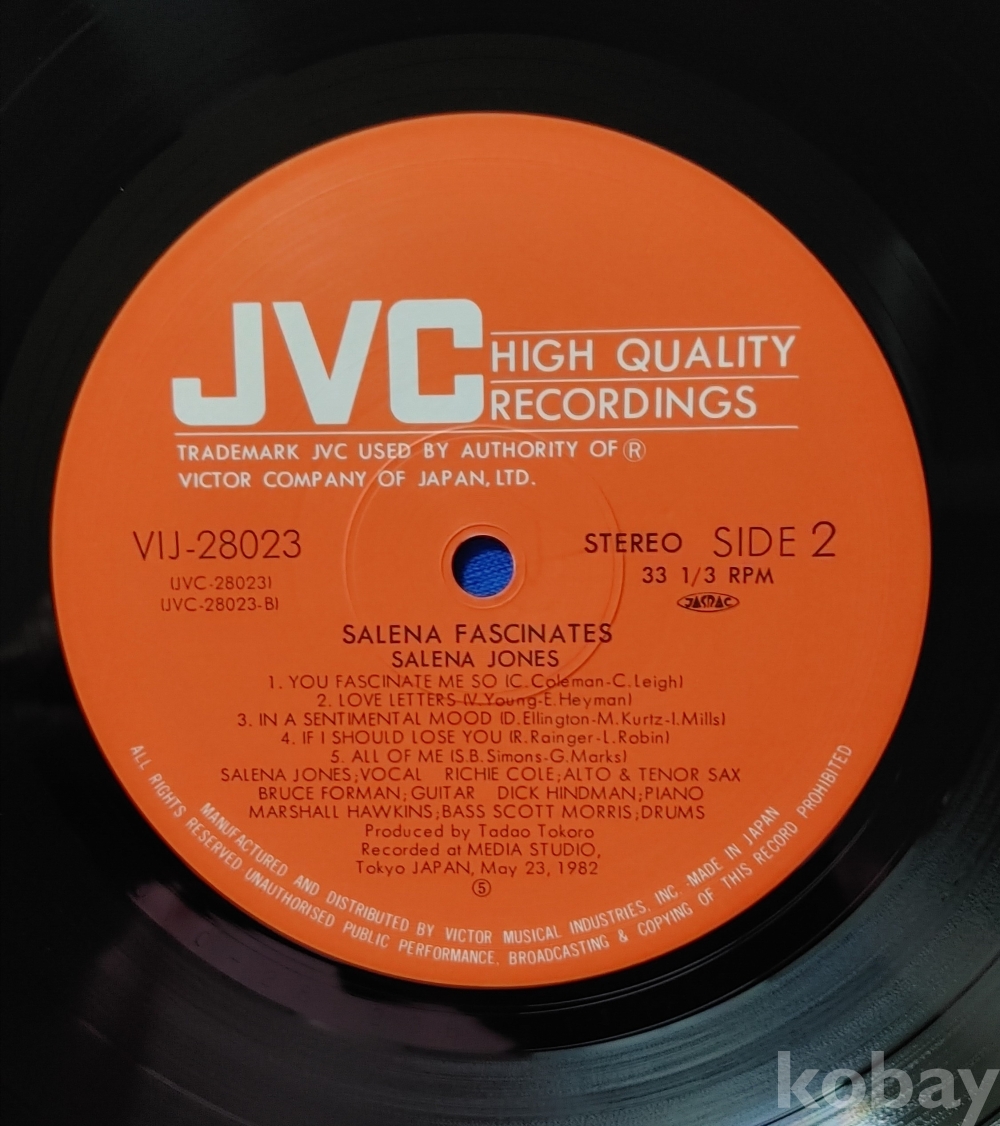 JVC HIGH QUALITY
RECORDINGS
TRADEMARK JVC USED BY AUTHORITY OF ®
VICTOR COMPANY OF JAPAN, LTD.
VIJ-28023
(JVC-28023)
(JVC-28023-B)
STEREO SIDE 2
33 1/3 RPM
JASRAC
SALENA FASCINATES
SALENA JONES
1. YOU FASCINATE ME SO (C.Coleman-C.Leigh)
2. LOVE LETTERS (V.Young-E.Heyman)
3. IN A SENTIMENTAL MOOD (D.Ellington-M.Kurtz-I.Mills)
4. IF I SHOULD LOSE YOU (R.Rainger-L.Robin)
5. ALL OF ME (S.B.Simons-G.Marks)
SALENA JONES;VOCAL RICHIE COLE;ALTO & TENOR SAX
BRUCE FORMAN;GUITAR DICK HINDMAN;PIANO
MARSHALL HAWKINS;BASS SCOTT MORRIS;DRUMS
Produced by Tadao Tokoro
Recorded at MEDIA STUDIO,
Tokyo JAPAN, May 23, 1982
⑤
MANUFACTURED AND DISTRIBUTED BY VICTOR MUSICAL INDUSTRIES, INC. MADE IN JAPAN
ALL RIGHTS RESERVED UNAUTHORISED PUBLIC PERFORMANCE, BROADCASTING & COPYING OF THIS RECORD PROHIBITED
kobay